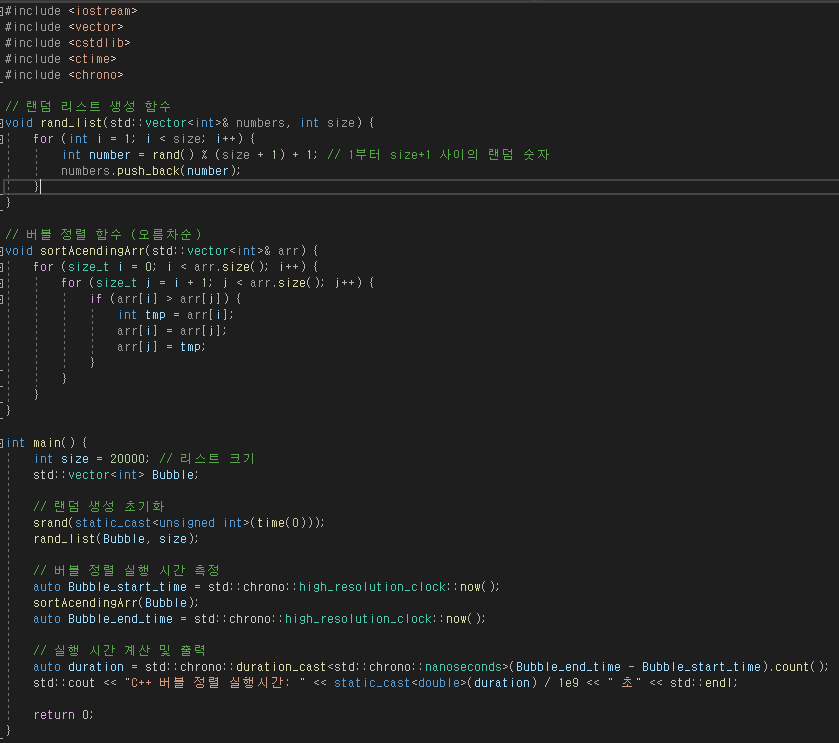 #include <iostream>
#include <vector>
#include <cstdlib>
#include <ctime>
#include <chrono>
// 랜덤 리스트 생성 함수
void rand_list(std::vector<int>& numbers, int size) {
for (int i = 1; i < size; i++) {
int number = rand() % (size + 1) + 1; // 1부터 size+1 사이의 랜덤 숫자
numbers.push_back(number);
}
}
// 버블 정렬 함수 (오름차순)
void sortAcendingArr(std::vector<int>& arr) {
for (size_t i = 0; i < arr.size(); i++) {
for (size_t j = i + 1; j < arr.size(); j++) {
if (arr[i] > arr[j]) {
int tmp = arr[i];
arr[i] = arr[j];
arr[j] = tmp;
}
}
}
}
int main() {
int size = 20000; // 리스트 크기
std::vector<int> Bubble;
// 랜덤 생성 초기화
srand(static_cast<unsigned int>(time(0)));
rand_list(Bubble, size);
// 버블 정렬 실행 시간 측정
auto Bubble_start_time = std::chrono::high_resolution_clock::now();
sortAcendingArr(Bubble);
auto Bubble_end_time = std::chrono::high_resolution_clock::now();
// 실행 시간 계산 및 출력
auto duration = std::chrono::duration_cast<std::chrono::nanoseconds>(Bubble_end_time - Bubble_start_time).count();
std::cout << "C++ 버블 정렬 실행시간: " << static_cast<double>(duration) / 1e9 << " 초" << std::endl;
return 0;
}